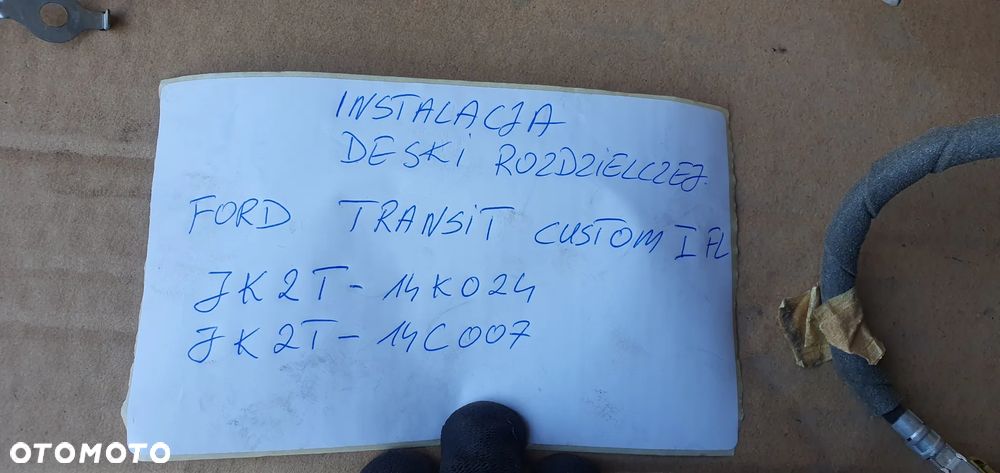 INSTALACJA
DESKI ROZDZIELCZEJ.
FORD TRANSIT CUSTOM I FL
JK2T-14K024
JK2T-14C007
OTOMOTO